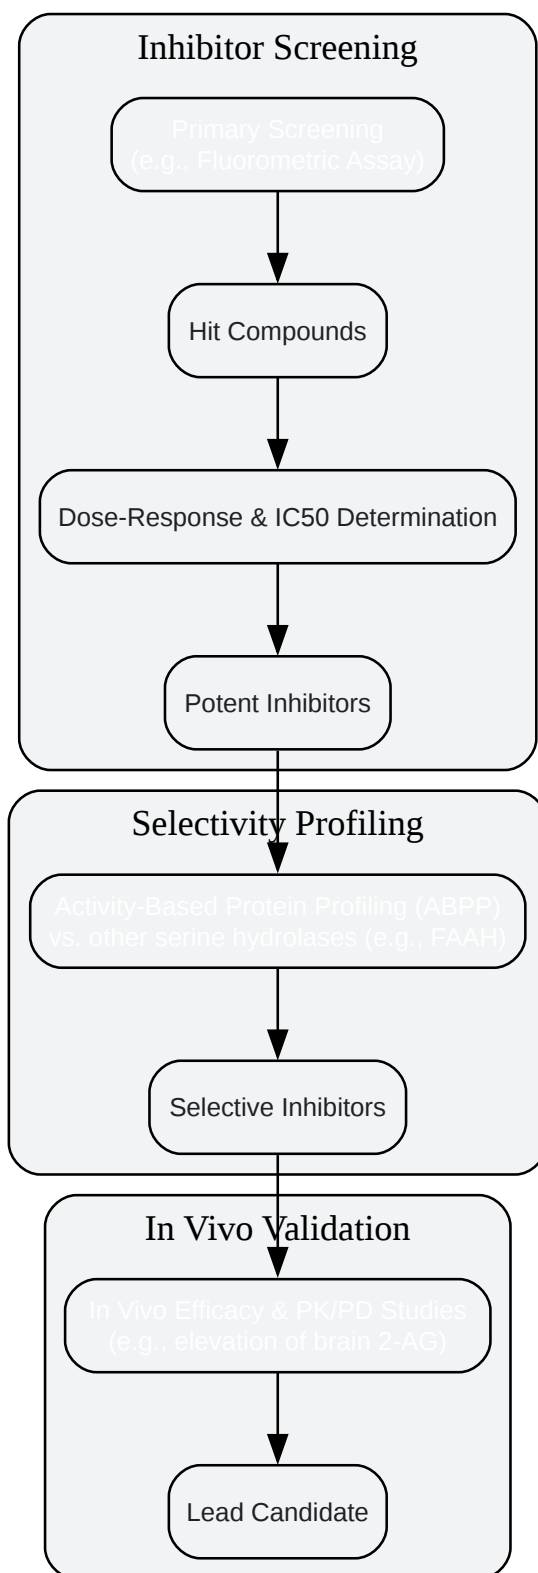 Inhibitor Screening
Primary Screening
(e.g., Fluorometric Assay)
Hit Compounds
Dose-Response & IC50 Determination
Potent Inhibitors
Selectivity Profiling
Activity-Based Protein Profiling (ABPP)
vs. other serine hydrolases (e.g., FAAH)
Selective Inhibitors
In Vivo Validation
In Vivo Efficacy & PK/PD Studies
(e.g., elevation of brain 2-AG)
Lead Candidate